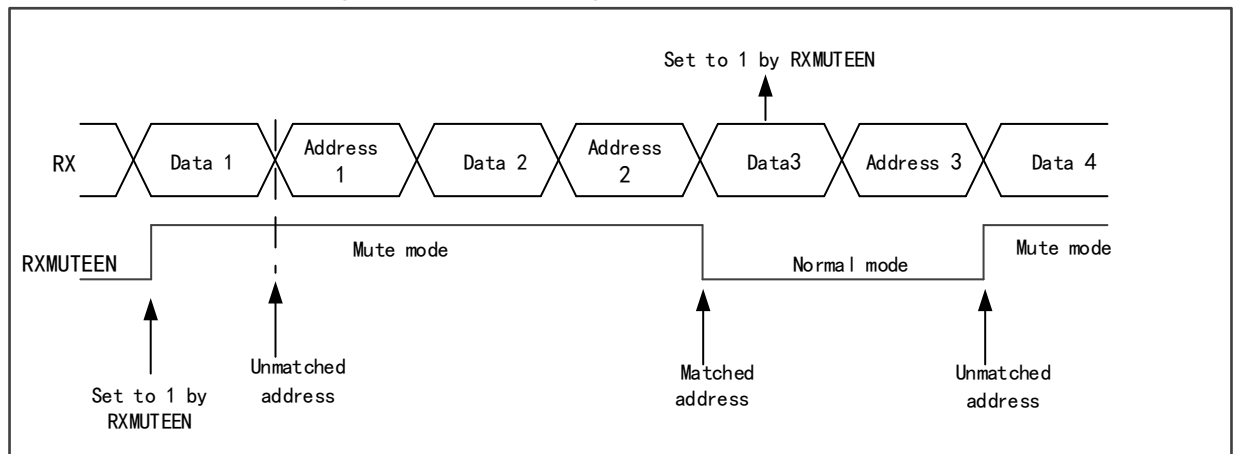 Set to 1 by RXMUTEEN
RX
Data 1
Address
1
Data 2
Address
2
Data3
Address 3
Data 4
RXMUTEEN
Mute mode
Normal mode
Mute mode
Set to 1 by
RXMUTEEN
Unmatched
address
Matched
address
Unmatched
address